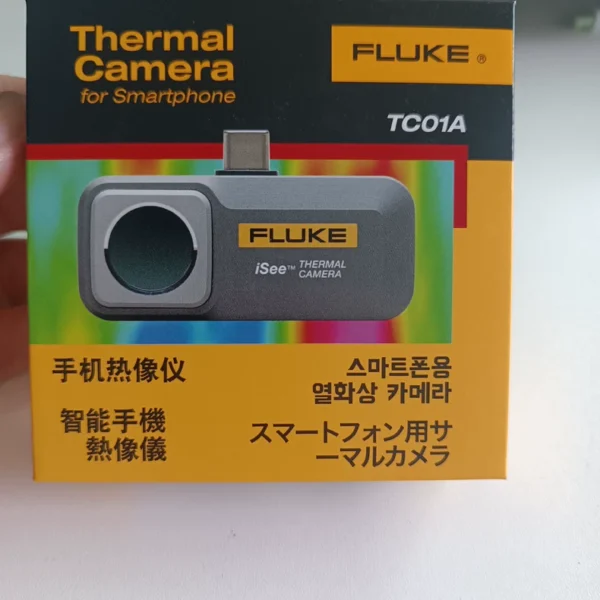 Thermal
Camera
for Smartphone
FLUKE ®
TC01A
FLUKE
iSee™ THERMAL
CAMERA
手机热像仪
智能手機
熱像儀
스마트폰용
열화상 카메라
スマートフォン用サ
ーマルカメラ